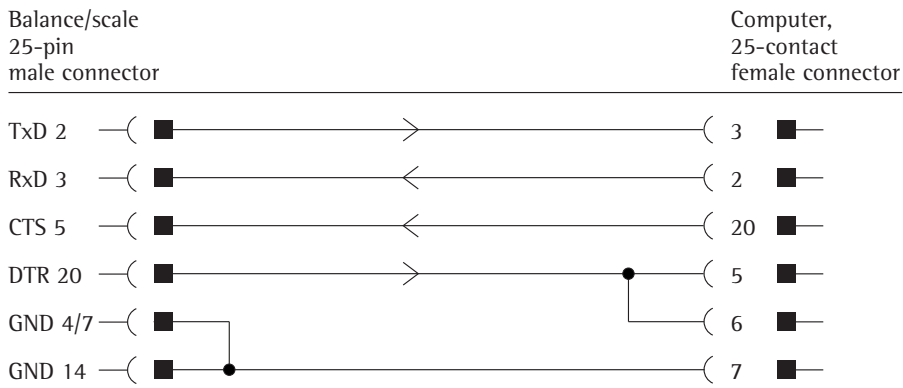 Balance/scale
25-pin
male connector
Computer,
25-contact
female connector
TxD 2 3
RxD 3 2
CTS 5 20
DTR 20 5
GND 4/7 6
GND 14 7